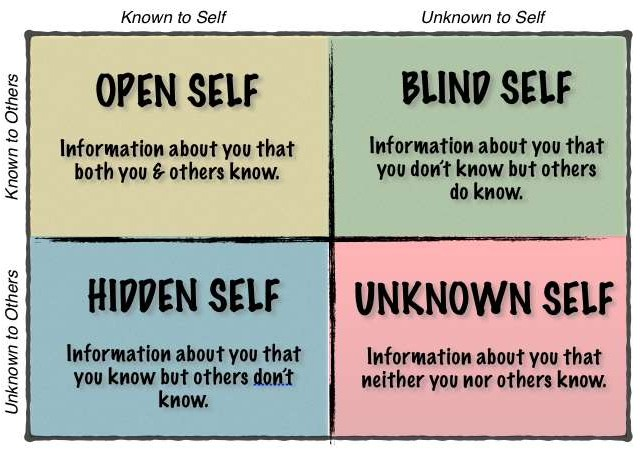 Known to Self
Unknown to Self
Known to Others
OPEN SELF
Information about you that
both you & others know.
BLIND SELF
Information about you that
you don't know but others
do know.
Unknown to Others
HIDDEN SELF
Information about you that
you know but others don't
know.
UNKNOWN SELF
Information about you that
neither you nor others know.